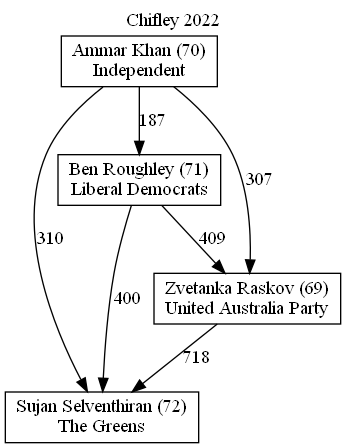 Chifley 2022
Ammar Khan (70)
Independent
187
Ben Roughley (71)
Liberal Democrats
307
310
409
400
Zvetanka Raskov (69)
United Australia Party
718
Sujan Selventhiran (72)
The Greens